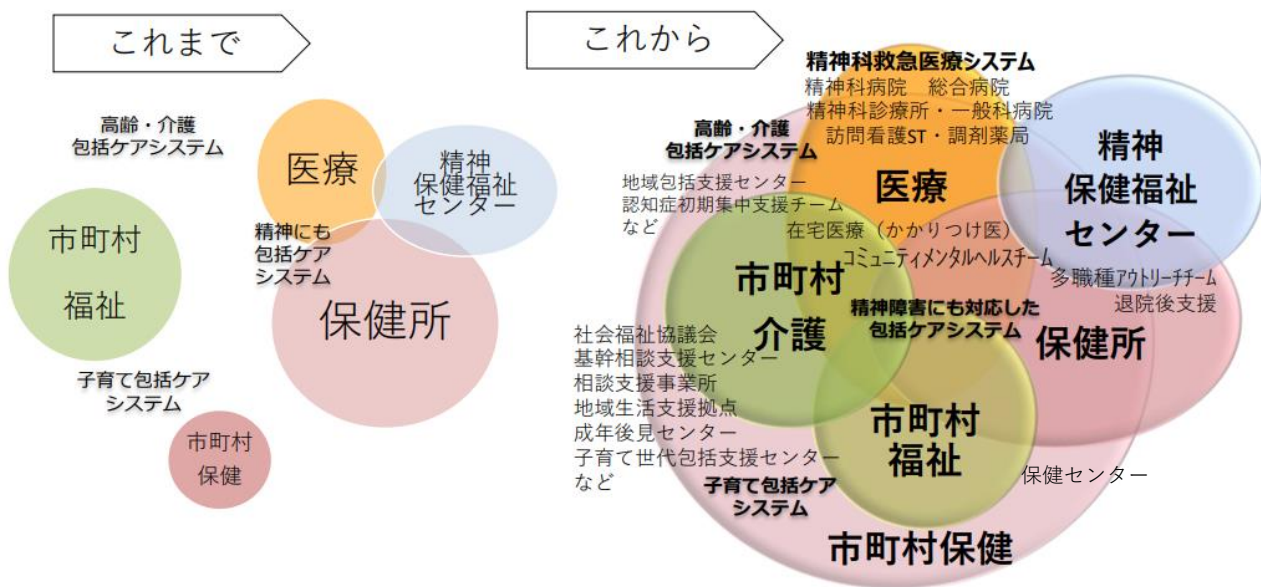 これまで
高齢・介護
包括ケアシステム
医療
精神
保健福祉
センター
市町村
福祉
精神にも
包括ケア
システム
保健所
子育て包括ケア
システム
市町村
保健
これから
精神科救急医療システム
精神科病院　総合病院
精神科診療所・一般科病院
訪問看護ST・調剤薬局
高齢・介護
包括ケアシステム
医療
精神
保健福祉
センター
地域包括支援センター
認知症初期集中支援チーム
など
在宅医療（かかりつけ医）
コミュニティメンタルヘルスチーム
多職種アウトリーチチーム
退院後支援
市町村
介護
精神障害にも対応した
包括ケアシステム
保健所
社会福祉協議会
基幹相談支援センター
相談支援事業所
地域生活支援拠点
成年後見センター
子育て世代包括支援センター
など
市町村
福祉
保健センター
子育て包括ケア
システム
市町村保健